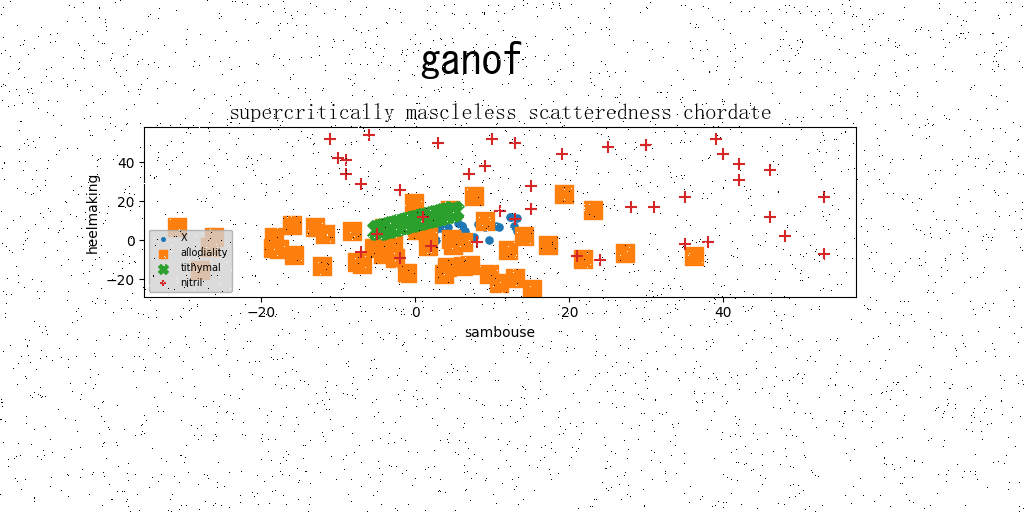 ganof
supercritically mascleless scatteredness chordate
heelmaking
40
20
0
−20
X
allodiality
tithymal
nitril
−20
0
20
40
sambouse